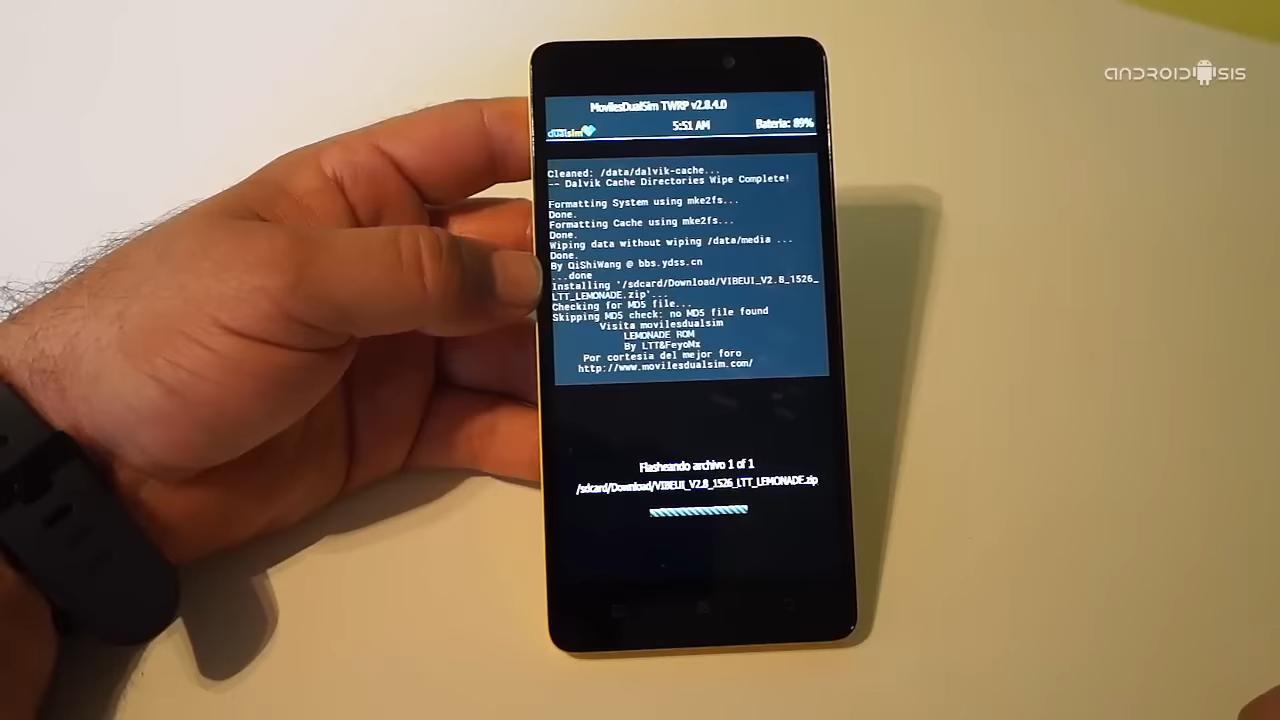 ANDROIDSIS
MovilesDualSim TWRP v2.8.4.0
dualsim
5:51 AM
Bateria: 89%
Cleaned: /data/dalvik-cache...
-- Dalvik Cache Directories Wipe Complete!
Formatting System using mke2fs...
Done.
Formatting Cache using mke2fs...
Done.
Wiping data without wiping /data/media ...
Done.
By QiShiWang @ bbs.ydss.cn
...done
Installing '/sdcard/Download/VIBEUI_V2.8_1526_
LTT_LEMONADE.zip'...
Checking for MD5 file...
Skipping MD5 check: no MD5 file found
Visita movilesdualsim
LEMONADE ROM
By LTT&FeyoMx
Por cortesia del mejor foro
http://www.movilesdualsim.com/
Flasheando archivo 1 of 1
/sdcard/Download/VIBEUI_V2.8_1526_LTT_LEMONADE.zip